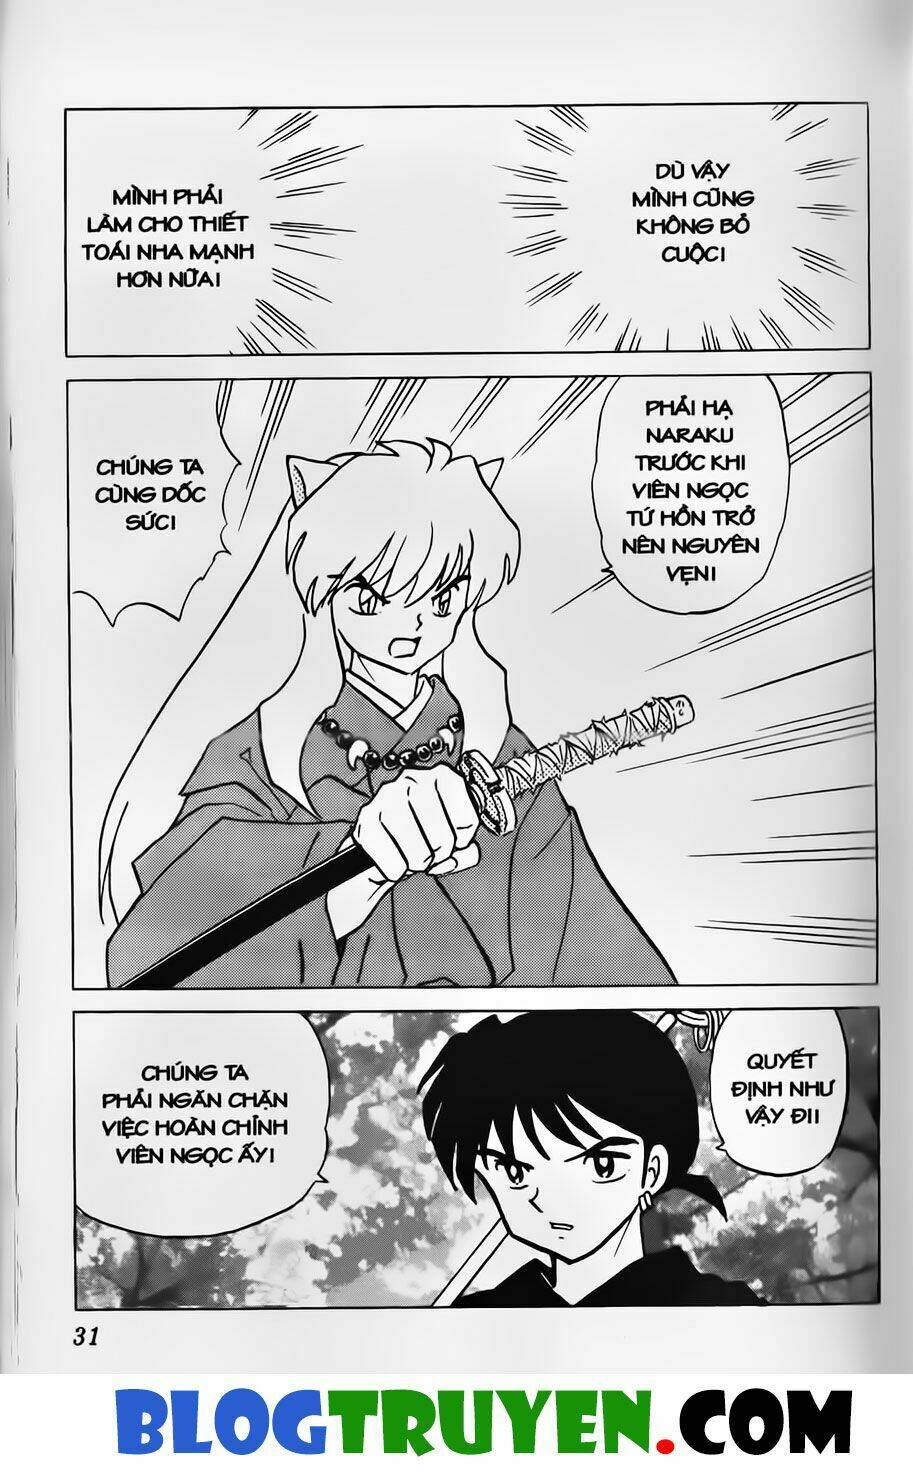 DÙ VẬY
MÌNH CŨNG
KHÔNG BỎ
CUỘC!
MÌNH PHẢI
LÀM CHO THIẾT
TOÁI NHA MẠNH
HƠN NỮA!
PHẢI HẠ
NARAKU
TRƯỚC KHI
VIÊN NGỌC
TỨ HỒN TRỞ
NÊN NGUYÊN
VẸN!
CHÚNG TA
CÙNG DỐC
SỨC!
QUYẾT
ĐỊNH NHƯ
VẬY ĐI!
CHÚNG TA
PHẢI NGĂN CHẶN
VIỆC HOÀN CHỈNH
VIÊN NGỌC ẤY!
31
BLOGTRUYEN.COM